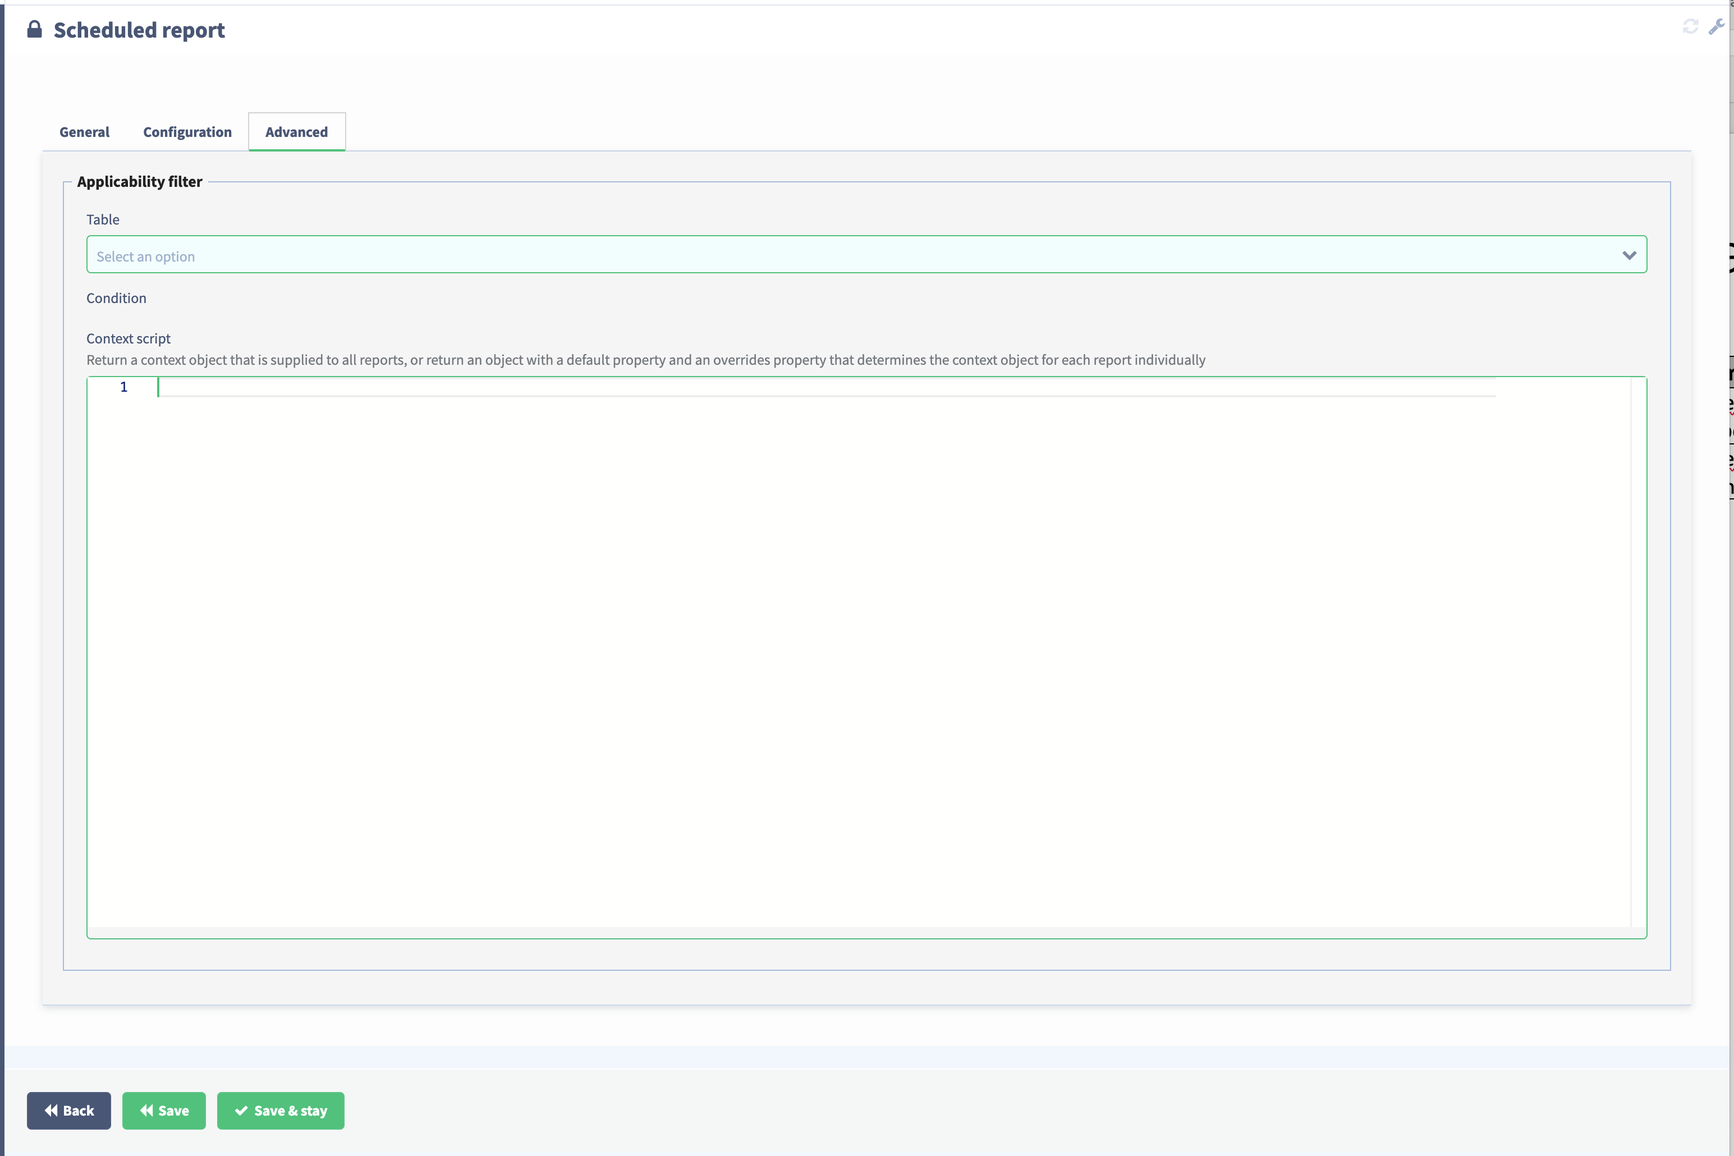 Scheduled report
General Configuration Advanced
Applicability filter
Table
Select an option
Condition
Context script
Return a context object that is supplied to all reports, or return an object with a default property and an overrides property that determines the context object for each report individually
1
Back Save Save & stay